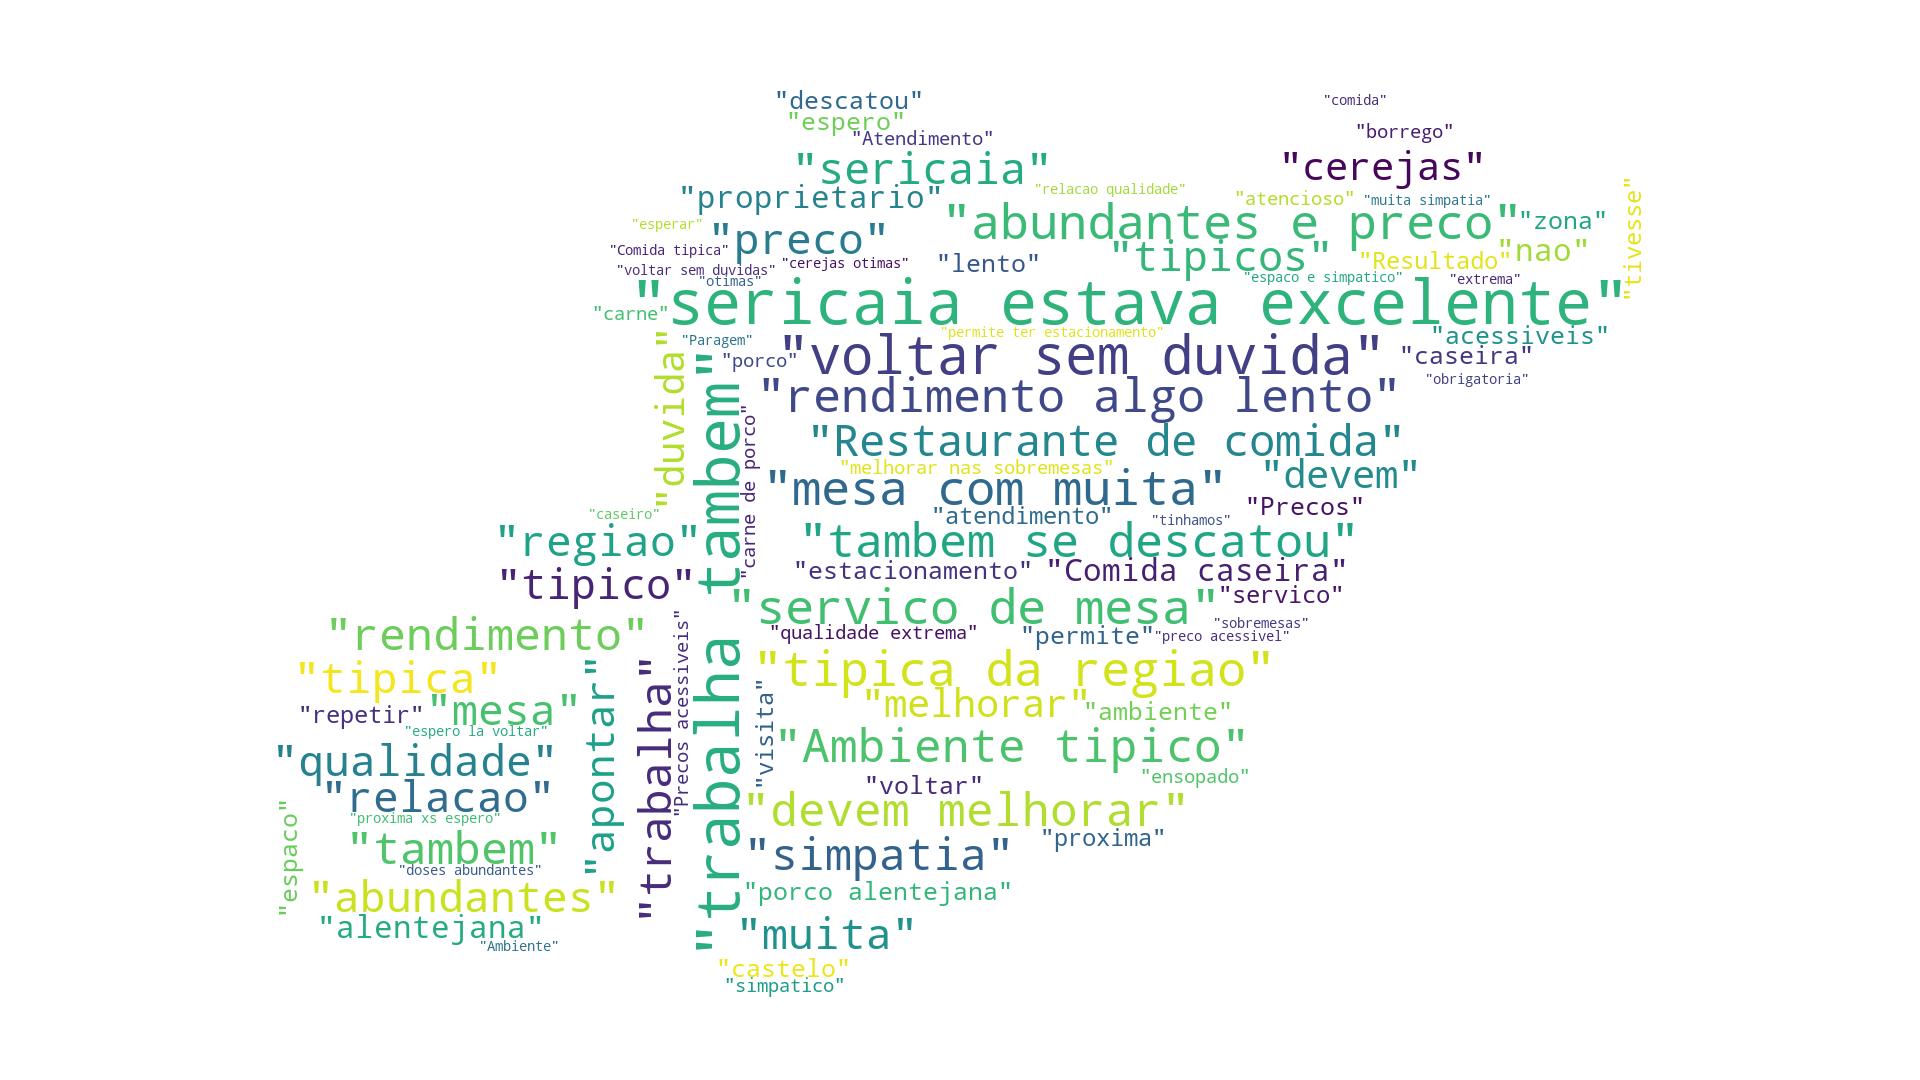 "descatou"
"comida"
"espero"
"borrego"
"Atendimento"
"sericaia"
"cerejas"
"proprietario"
"relacao qualidade"
"atencioso"
"muita simpatia"
"tivesse"
"esperar"
"preco"
"abundantes e preco"
"zona"
"Comida tipica"
"cerejas otimas"
"lento"
"tipicos"
"Resultado"
"nao"
"voltar sem duvidas"
"otimas"
"espaco e simpatico"
"extrema"
"sericaia estava excelente"
"carne"
"permite ter estacionamento"
"acessiveis"
"duvida"
"Paragem"
"porco"
"voltar sem duvida"
"caseira"
"trabalha tambem"
"rendimento algo lento"
"obrigatoria"
"carne de porco"
"Restaurante de comida"
"melhorar nas sobremesas"
"devem"
"mesa com muita"
"Precos"
"caseiro"
"atendimento"
"tinhamos"
"regiao"
"tambem se descatou"
"tipico"
"estacionamento"
"Comida caseira"
"servico de mesa"
"servico"
"rendimento"
"qualidade extrema"
"permite"
"sobremesas"
"preco acessivel"
"Precos acessiveis"
"tipica"
"apontar"
"trabalha"
"tipica da regiao"
"repetir"
"mesa"
"visita"
"melhorar"
"ambiente"
"espero la voltar"
"qualidade"
"Ambiente tipico"
"relacao"
"voltar"
"ensopado"
"espaco"
"proxima xs espero"
"devem melhorar"
"tambem"
"simpatia"
"proxima"
"doses abundantes"
"abundantes"
"porco alentejana"
"alentejana"
"Ambiente"
"muita"
"castelo"
"simpatico"